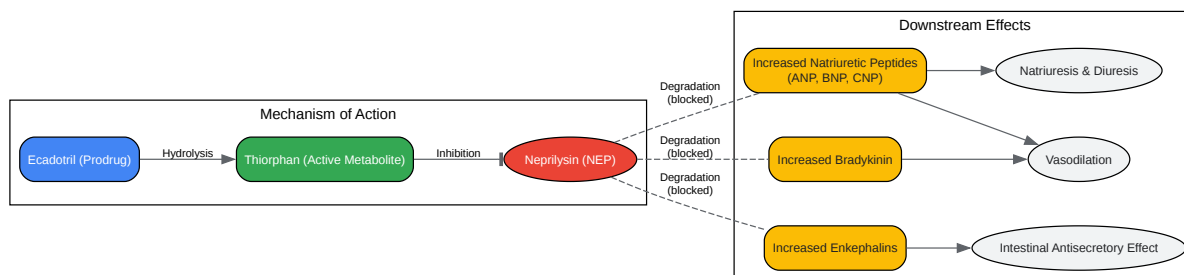 Mechanism of Action
Ecadotril (Prodrug)
Hydrolysis
Thiorphan (Active Metabolite)
Inhibition
Neprilysin (NEP)
Degradation
(blocked)
Degradation
(blocked)
Degradation
(blocked)
Downstream Effects
Increased Natriuretic Peptides
(ANP, BNP, CNP)
Natriuresis & Diuresis
Increased Bradykinin
Vasodilation
Increased Enkephalins
Intestinal Antisecretory Effect